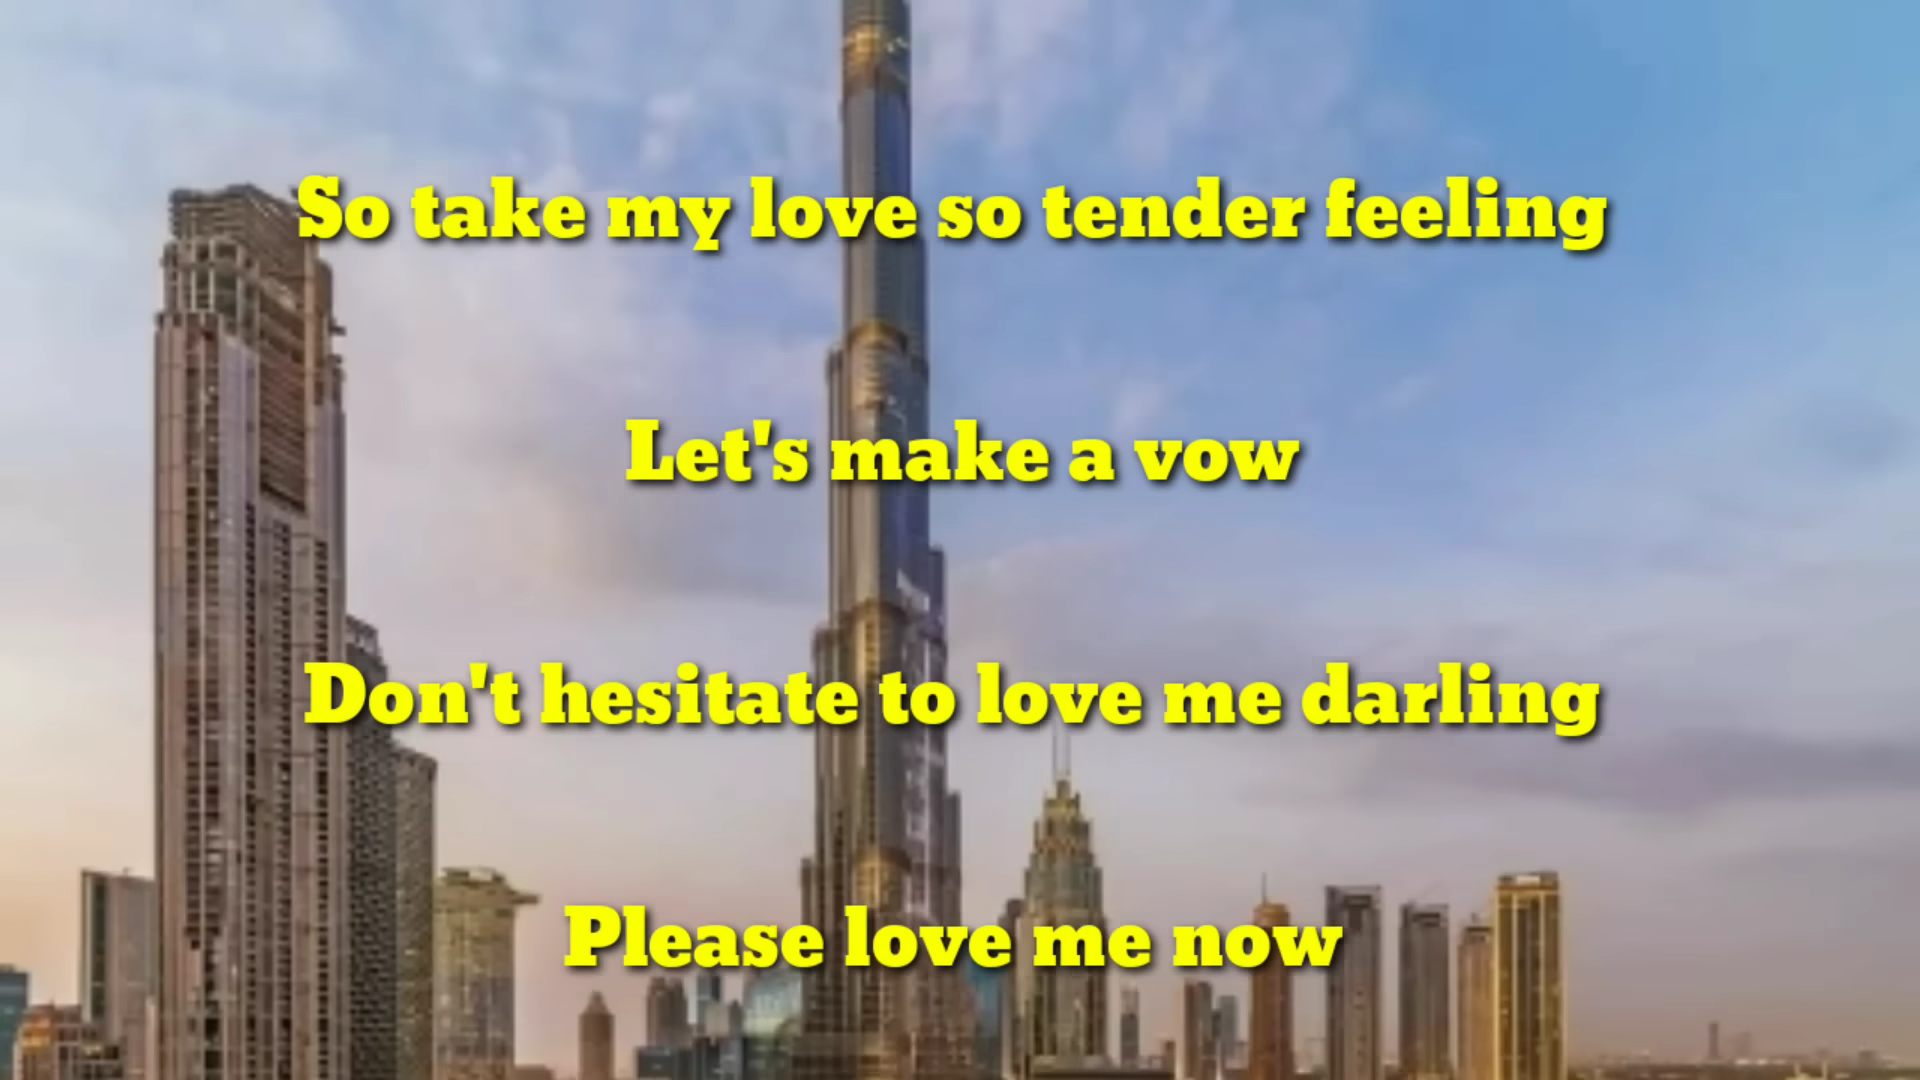 So take my love so tender feeling
Let's make a vow
Don't hesitate to love me darling
Please love me now